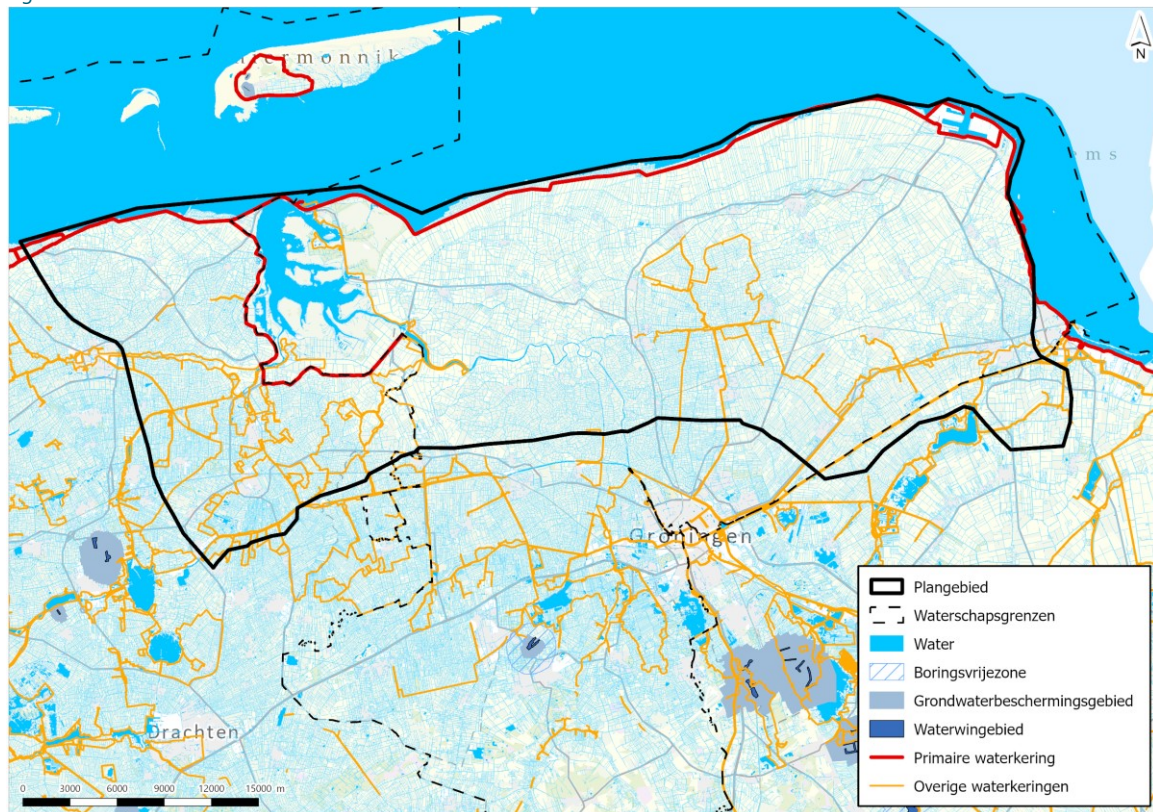 N
ermonnik
ms
Groningen
Drachten
Plangebied
Waterschapsgrenzen
Water
Boringsvrijezone
Grondwaterbeschermingsgebied
Waterwingebied
Primaire waterkering
Overige waterkeringen
0 3000 6000 9000 12000 15000 m